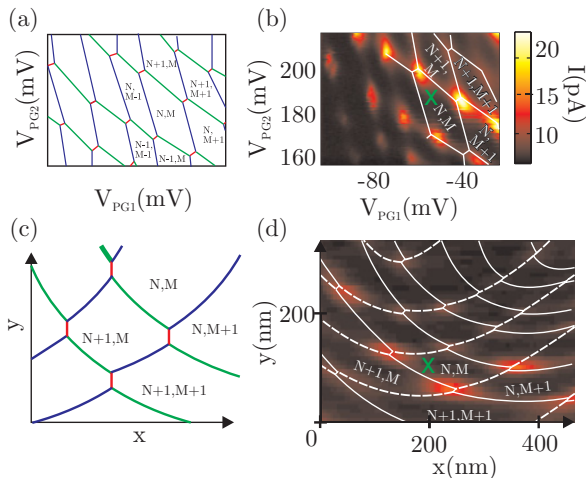 (a)
V_PG2(mV)
N+1,M
N,
M-1
N+1,
M+1
N,M
N,
M+1
N-1,
M-1
N-1,M
V_PG1(mV)
(b)
V_PG2(mV)
200
180
160
N+1,
M
N+1,M+1
N,M
N,
M+1
X
-80
-40
V_PG1(mV)
20
15
10
I(pA)
(c)
y
N,M
N+1,M
N,M+1
N+1,M+1
x
(d)
y(nm)
200
0
N+1,M
X
N,M
N,M+1
N+1,M+1
0
200
400
x(nm)